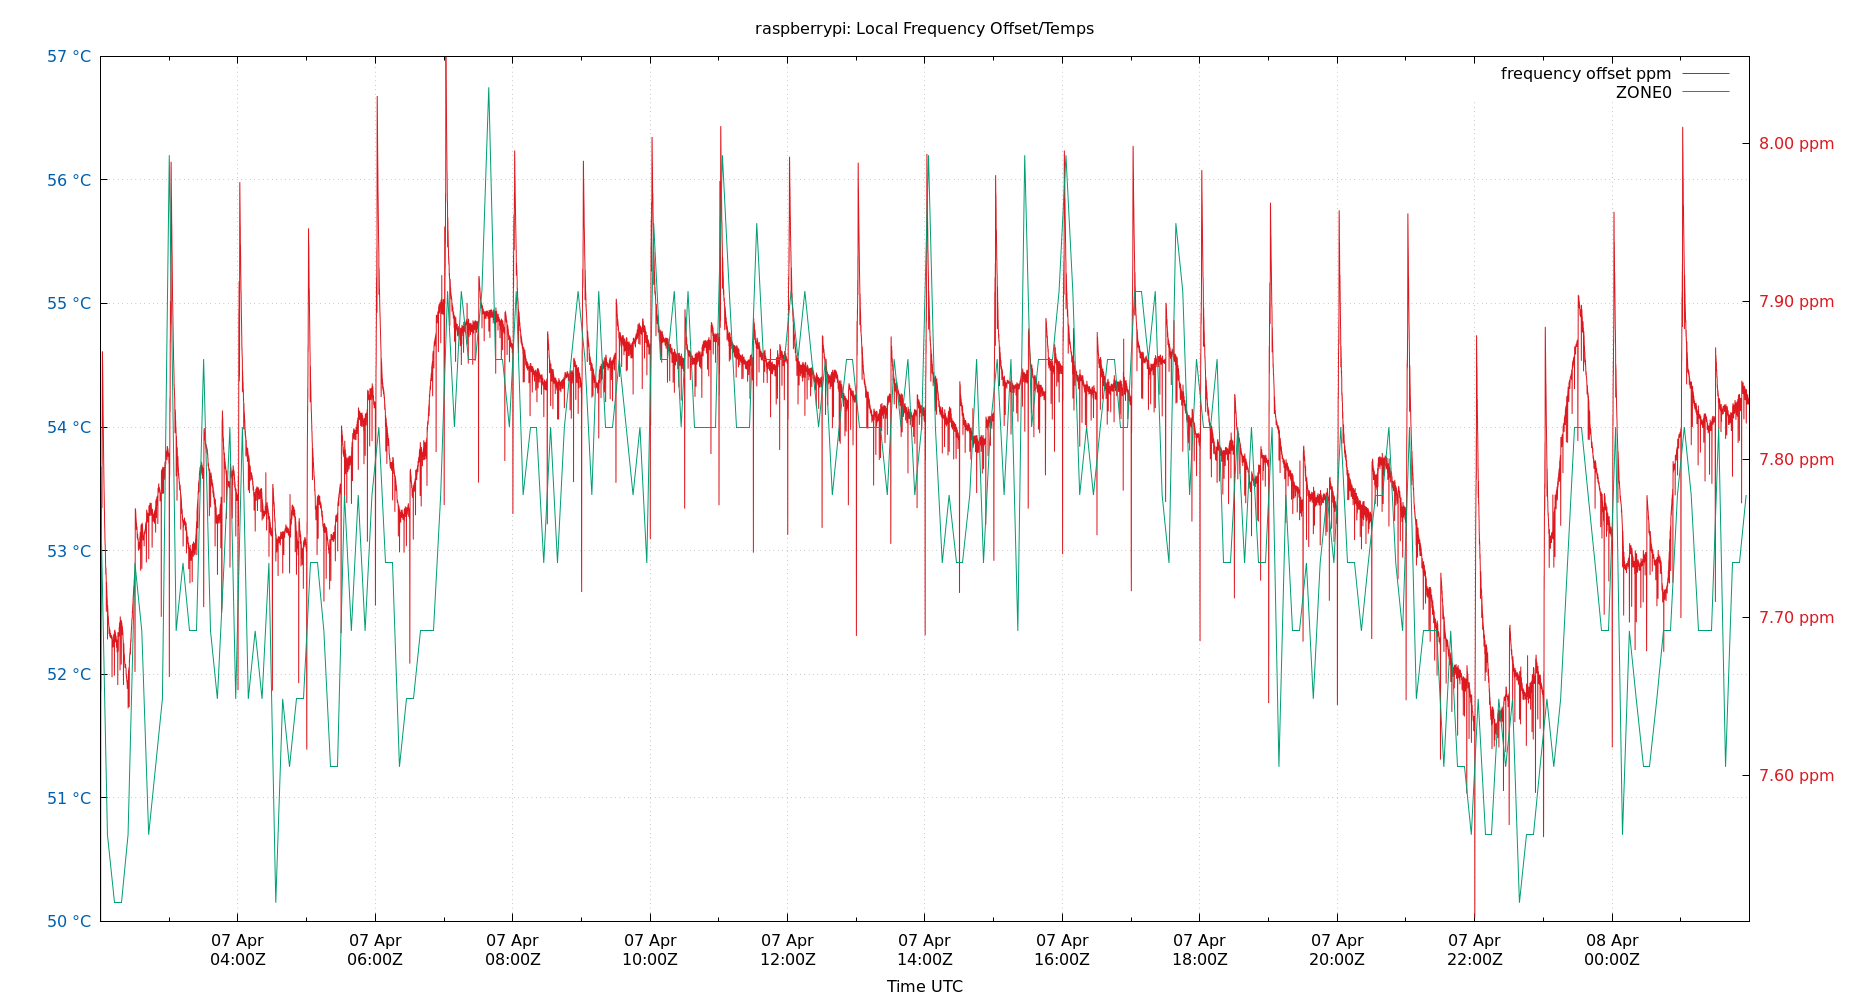 raspberrypi: Local Frequency Offset/Temps
57 °C
56 °C
55 °C
54 °C
53 °C
52 °C
51 °C
50 °C
frequency offset ppm
ZONE0
8.00 ppm
7.90 ppm
7.80 ppm
7.70 ppm
7.60 ppm
07 Apr
04:00Z
07 Apr
06:00Z
07 Apr
08:00Z
07 Apr
10:00Z
07 Apr
12:00Z
07 Apr
14:00Z
07 Apr
16:00Z
07 Apr
18:00Z
07 Apr
20:00Z
07 Apr
22:00Z
08 Apr
00:00Z
Time UTC